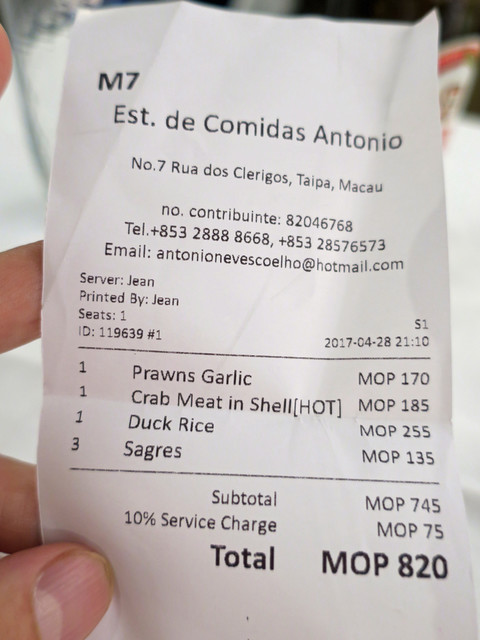 M7
Est. de Comidas Antonio
No.7 Rua dos Clerigos, Taipa, Macau
no. contribuinte: 82046768
Tel.+853 2888 8668, +853 28576573
Email: antonionevescoelho@hotmail.com
Server: Jean
Printed By: Jean
Seats: 1 S1
ID: 119639 #1 2017-04-28 21:10
1 Prawns Garlic MOP 170
1 Crab Meat in Shell[HOT] MOP 185
1 Duck Rice MOP 255
3 Sagres MOP 135
Subtotal MOP 745
10% Service Charge MOP 75
Total MOP 820